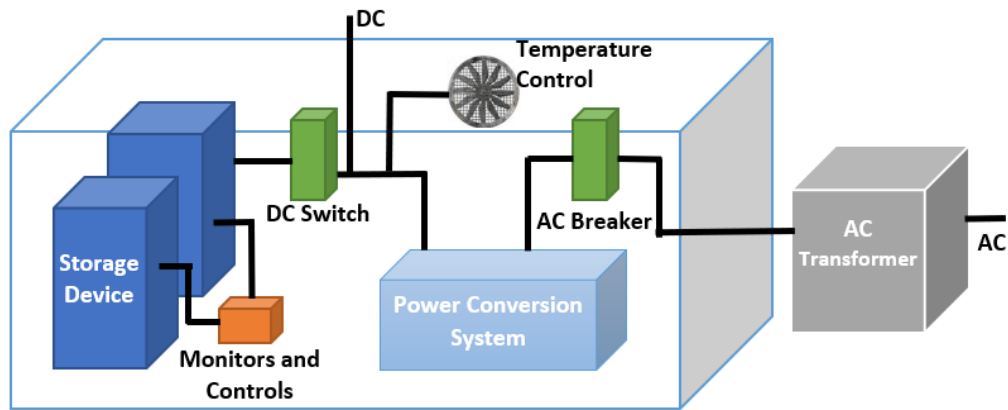 DC
Temperature
Control
DC Switch
AC Breaker
AC
Transformer
AC
Storage
Device
Power Conversion
System
Monitors and
Controls